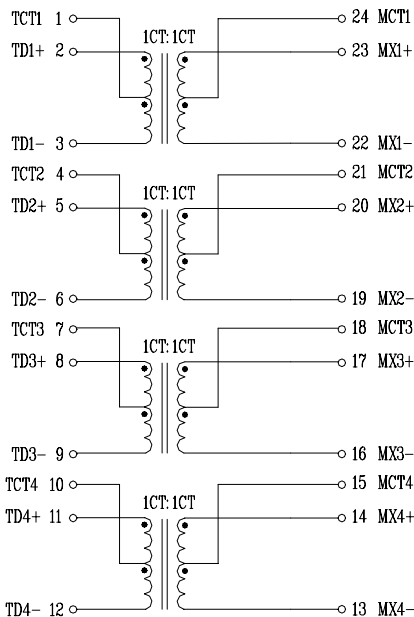 TCT1 1 24 MCT1
1CT:1CT
TD1+ 2 23 MX1+
TD1- 3 22 MX1-
TCT2 4 21 MCT2
1CT:1CT
TD2+ 5 20 MX2+
TD2- 6 19 MX2-
TCT3 7 18 MCT3
1CT:1CT
TD3+ 8 17 MX3+
TD3- 9 16 MX3-
TCT4 10 15 MCT4
1CT:1CT
TD4+ 11 14 MX4+
TD4- 12 13 MX4-